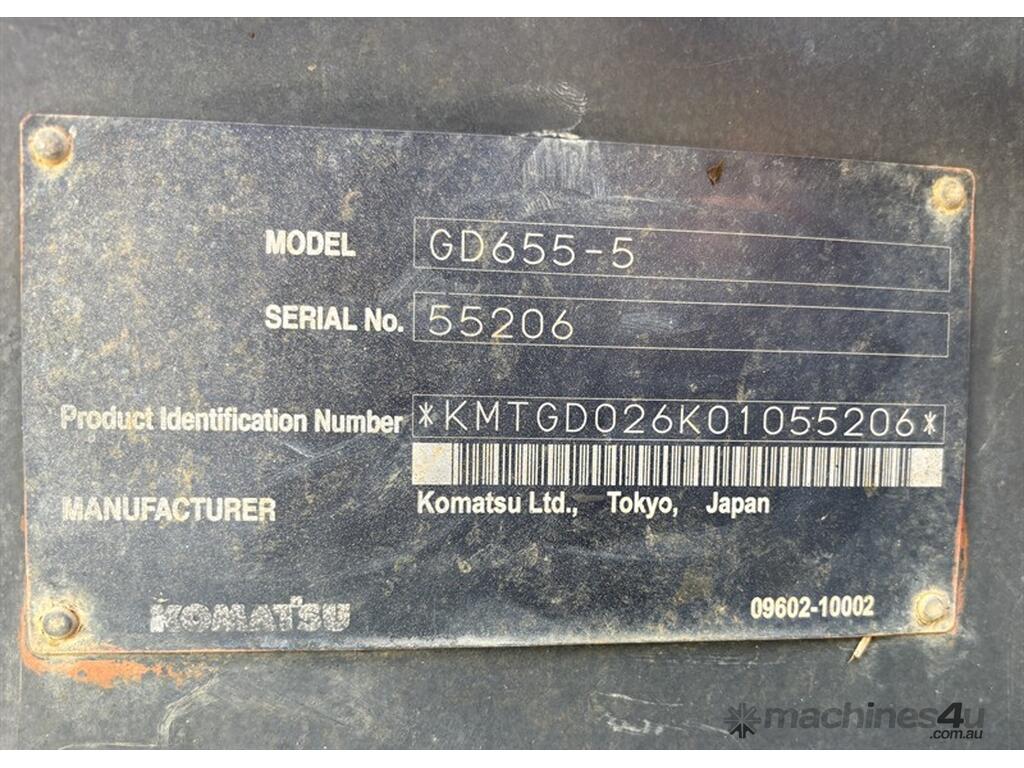 MODEL GD655-5
SERIAL No. 55206
Product Identification Number *KMTGD026K01055206*
MANUFACTURER Komatsu Ltd., Tokyo, Japan
KOMATSU 09602-10002
machines4u
.com.au